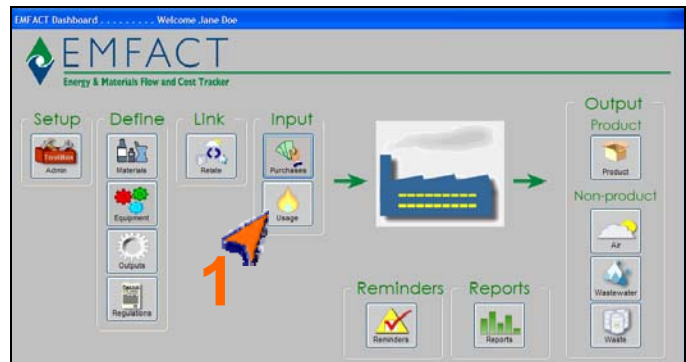 EMFACT Dashboard . . . . . . . . . Welcome Jane Doe
EMFACT
Energy & Materials Flow and Cost Tracker
Setup
Define
Link
Input
Output
Product
ToolBox
Admin
Materials
Relate
Purchases
Product
Equipment
Usage
Non-product
Air
Outputs
1
Wastewater
Regulations
Reminders
Reports
Reminders
Reports
Waste